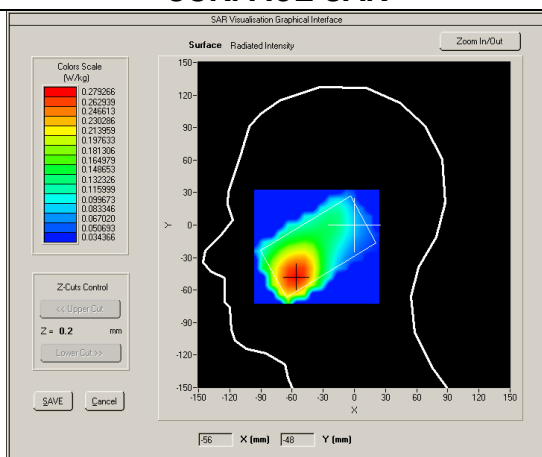 SAR Visualisation Graphical Interface
Surface Radiated Intensity
Zoom In/Out
Colors Scale
(W/kg)
0.279266
0.262939
0.246613
0.230286
0.213959
0.197633
0.181306
0.164979
0.148653
0.132326
0.115999
0.099673
0.083346
0.067020
0.050693
0.034366
Z-Cuts Control
<< Upper Cut
Z = 0.2 mm
Lower Cut >>
SAVE Cancel
150-
120-
90-
60-
30-
0-
-30-
-60-
-90-
-120-
-150-
Y
-150 -120 -90 -60 -30 0 30 60 90 120 150
X
-56 X (mm) -48 Y (mm)